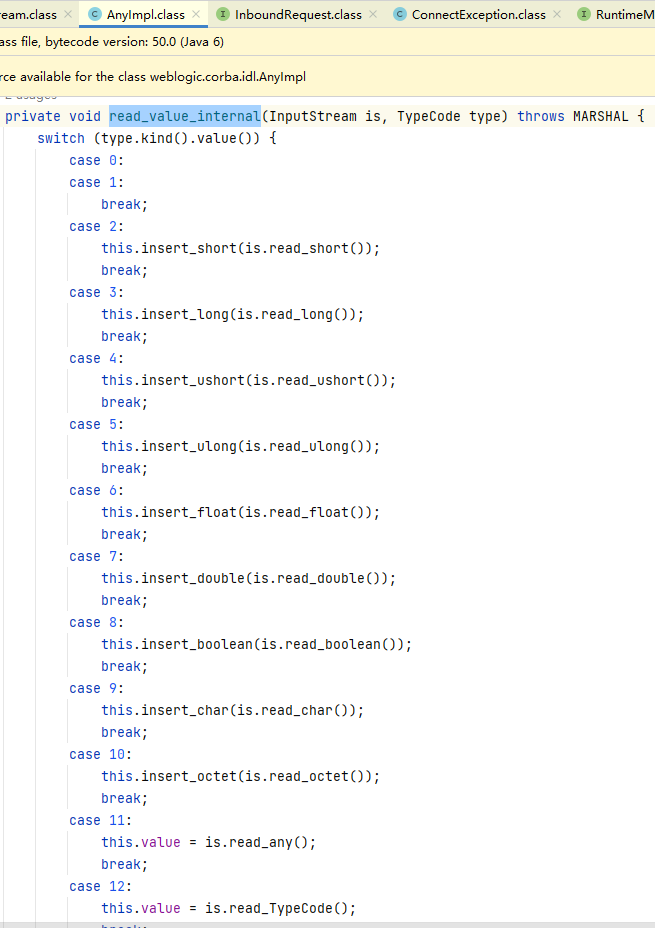 ream.class AnyImpl.class InboundRequest.class ConnectException.class RuntimeM
ass file, bytecode version: 50.0 (Java 6)
rce available for the class weblogic.corba.idl.AnyImpl
2 usages
private void read_value_internal(InputStream is, TypeCode type) throws MARSHAL {
switch (type.kind().value()) {
case 0:
case 1:
break;
case 2:
this.insert_short(is.read_short());
break;
case 3:
this.insert_long(is.read_long());
break;
case 4:
this.insert_ushort(is.read_ushort());
break;
case 5:
this.insert_ulong(is.read_ulong());
break;
case 6:
this.insert_float(is.read_float());
break;
case 7:
this.insert_double(is.read_double());
break;
case 8:
this.insert_boolean(is.read_boolean());
break;
case 9:
this.insert_char(is.read_char());
break;
case 10:
this.insert_octet(is.read_octet());
break;
case 11:
this.value = is.read_any();
break;
case 12:
this.value = is.read_TypeCode();
break;